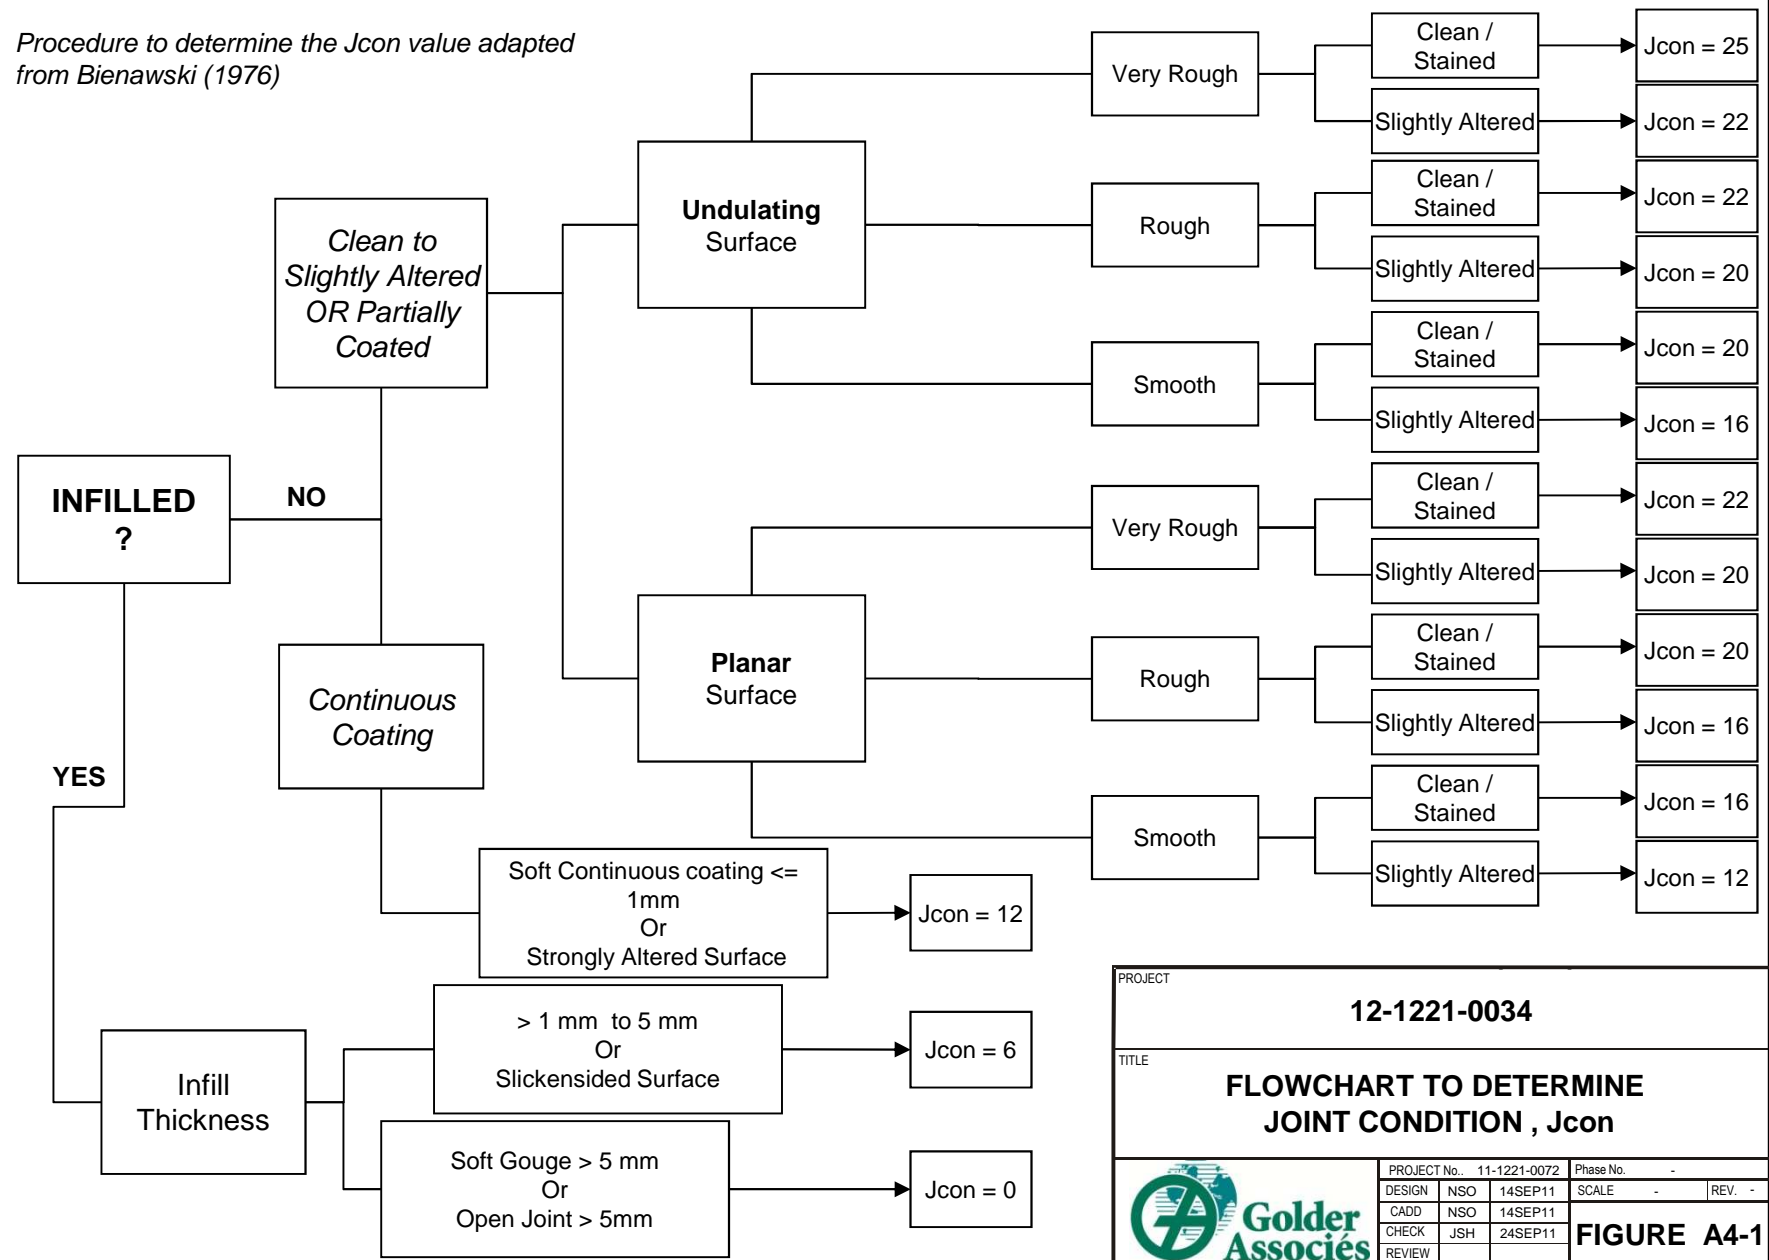 Procedure to determine the Jcon value adapted
from Bienawski (1976)
INFILLED
?
NO
YES
Clean to
Slightly Altered
OR Partially
Coated
Continuous
Coating
Infill
Thickness
Undulating
Surface
Planar
Surface
Very Rough
Rough
Smooth
Very Rough
Rough
Smooth
Clean /
Stained
Jcon = 25
Slightly Altered
Jcon = 22
Clean /
Stained
Jcon = 22
Slightly Altered
Jcon = 20
Clean /
Stained
Jcon = 20
Slightly Altered
Jcon = 16
Clean /
Stained
Jcon = 22
Slightly Altered
Jcon = 20
Clean /
Stained
Jcon = 20
Slightly Altered
Jcon = 16
Clean /
Stained
Jcon = 16
Slightly Altered
Jcon = 12
Soft Continuous coating <=
1mm
Or
Strongly Altered Surface
Jcon = 12
> 1 mm to 5 mm
Or
Slickensided Surface
Jcon = 6
Soft Gouge > 5 mm
Or
Open Joint > 5mm
Jcon = 0
PROJECT
12-1221-0034
TITLE
FLOWCHART TO DETERMINE
JOINT CONDITION , Jcon
Golder
Associés
PROJECT No.. 11-1221-0072 Phase No. -
DESIGN NSO 14SEP11 SCALE - REV. -
CADD NSO 14SEP11
CHECK JSH 24SEP11
REVIEW
FIGURE A4-1